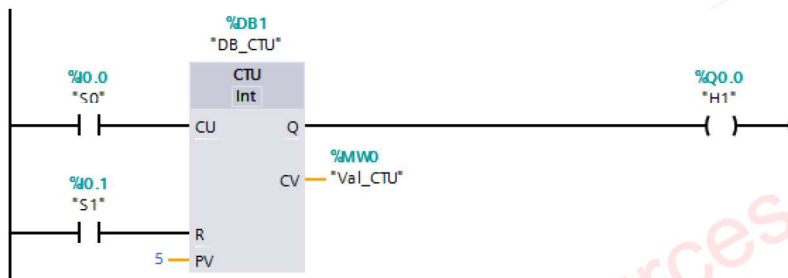 %DB1
"DB_CTU"
%I0.0
"S0"
CTU
Int
%Q0.0
"H1"
CU
Q
%MW0
CV
"Val_CTU"
%I0.1
"S1"
R
5
PV